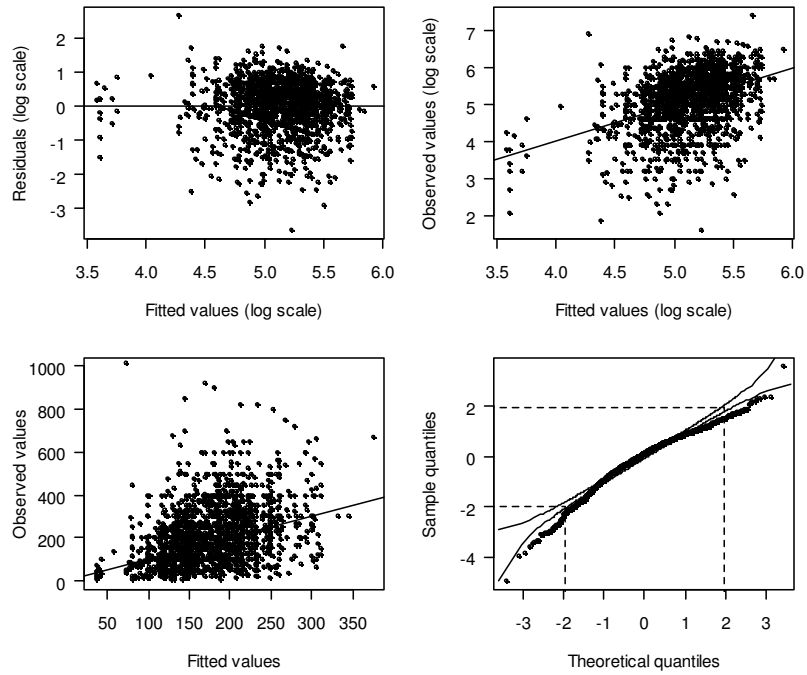 Residuals (log scale)
2
1
0
-1
-2
-3
3.5 4.0 4.5 5.0 5.5 6.0
Fitted values (log scale)
Observed values (log scale)
7
6
5
4
3
2
3.5 4.0 4.5 5.0 5.5 6.0
Fitted values (log scale)
Observed values
1000
800
600
400
200
0
50 100 150 200 250 300 350
Fitted values
Sample quantiles
2
0
-2
-4
-3 -2 -1 0 1 2 3
Theoretical quantiles